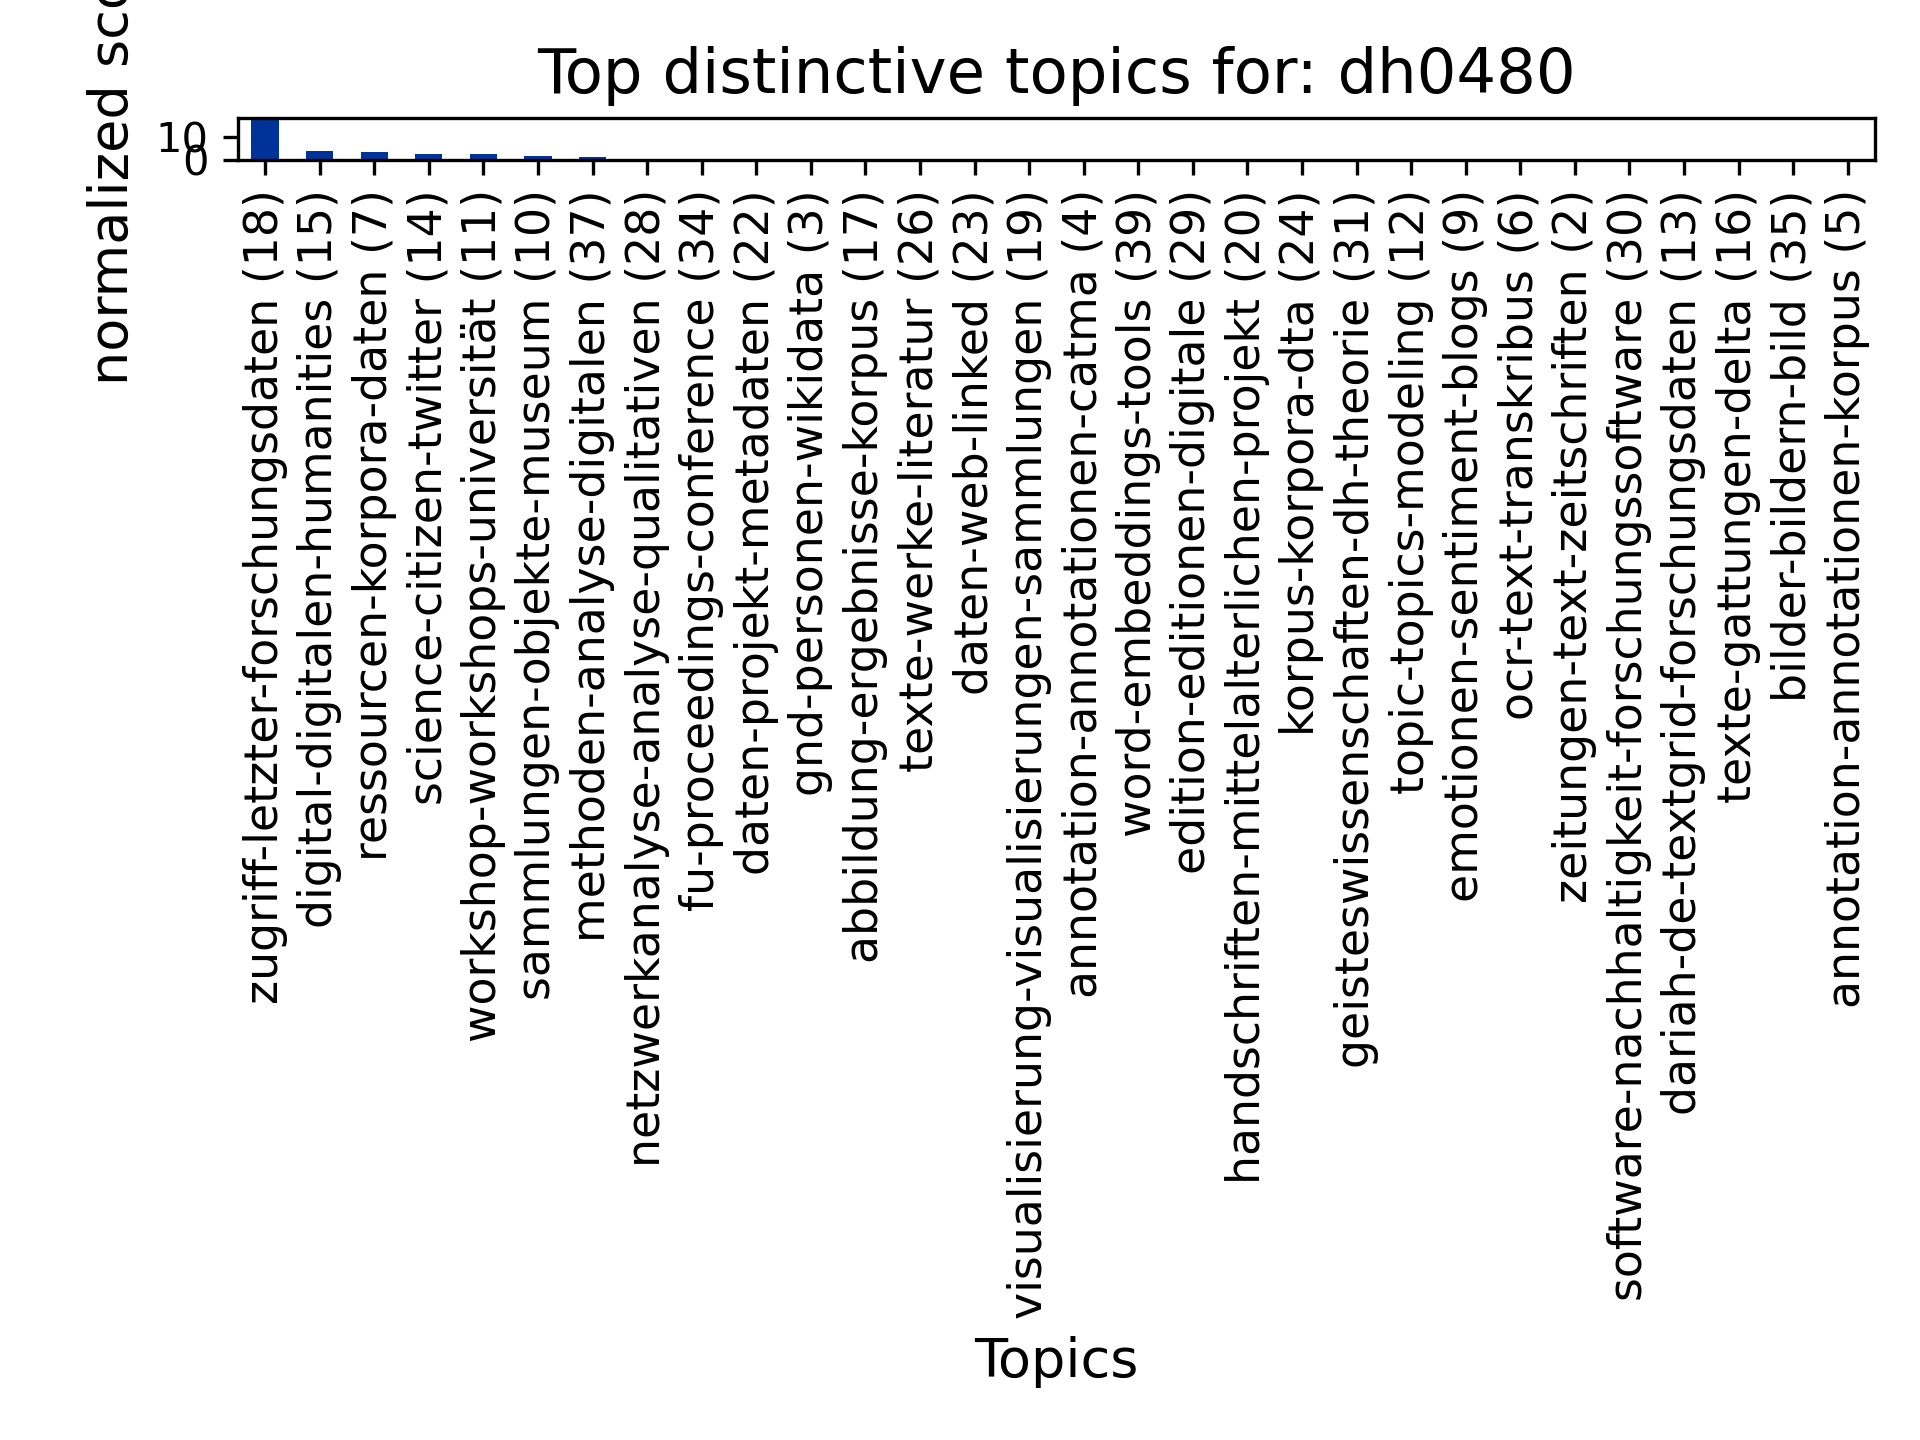 Top distinctive topics for: dh0480
normalized sco
10
0
zugriff-letzter-forschungsdaten (18)
digital-digitalen-humanities (15)
ressourcen-korpora-daten (7)
science-citizen-twitter (14)
workshop-workshops-universität (11)
sammlungen-objekte-museum (10)
methoden-analyse-digitalen (37)
netzwerkanalyse-analyse-qualitativen (28)
fu-proceedings-conference (34)
daten-projekt-metadaten (22)
gnd-personen-wikidata (3)
abbildung-ergebnisse-korpus (17)
texte-werke-literatur (26)
daten-web-linked (23)
visualisierung-visualisierungen-sammlungen (19)
annotation-annotationen-catma (4)
word-embeddings-tools (39)
edition-editionen-digitale (29)
handschriften-mittelalterlichen-projekt (20)
korpus-korpora-dta (24)
geisteswissenschaften-dh-theorie (31)
topic-topics-modeling (12)
emotionen-sentiment-blogs (9)
ocr-text-transkribus (6)
zeitungen-text-zeitschriften (2)
software-nachhaltigkeit-forschungssoftware (30)
dariah-de-textgrid-forschungsdaten (13)
texte-gattungen-delta (16)
bilder-bildern-bild (35)
annotation-annotationen-korpus (5)
Topics